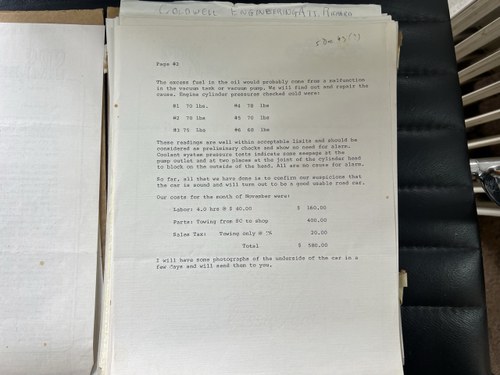 COLDWELL ENGINEERING
Page #2
The excess fuel in the oil would probably come from a malfunction
in the vacuum tank or vacuum pump. We will find out and repair the
cause. Engine cylinder pressures checked cold were:
#1 70 lbs. #4 78 lbs
#2 78 lbs #5 75 lbs
#3 75 lbs #6 68 lbs
These readings are well within acceptable limits and should be
considered as preliminary checks and show no need for alarm.
Coolant system pressure tests indicate some seepage at the
pump outlet and at two places at the joint of the cylinder head
to block on the outside of the head. All are no cause for alarm.
So far, all that we have done is to confirm our suspicions that
the car is sound and will turn out to be a good usable road car.
Our costs for the month of November were:
Labor: 4.0 hrs @ $ 40.00 $ 160.00
Parts: Towing from SC to shop 400.00
Sales Tax: Towing only @ 5% 20.00
Total $ 580.00
I will have some photographs of the underside of the car in a
few days and will send them to you.